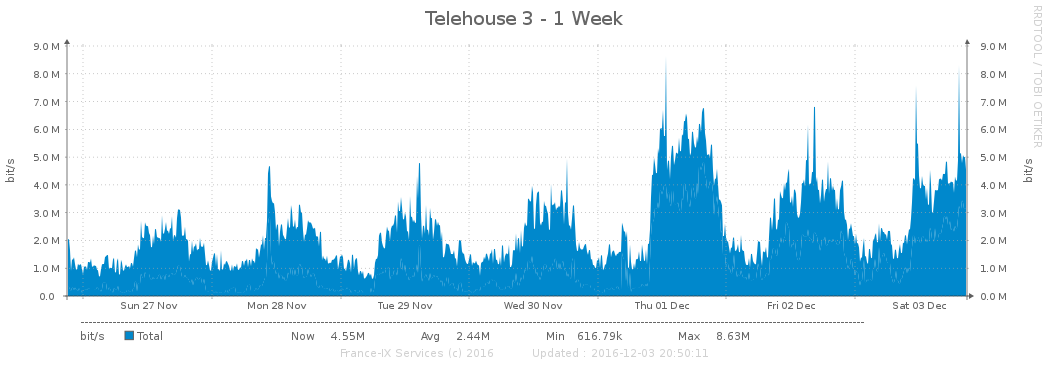 Telehouse 3 - 1 Week
RRDTOOL / TOBI OETIKER
9.0 M 9.0 M
8.0 M 8.0 M
7.0 M 7.0 M
6.0 M 6.0 M
5.0 M 5.0 M
4.0 M 4.0 M
3.0 M 3.0 M
2.0 M 2.0 M
1.0 M 1.0 M
0.0 0.0 M
bit/s bit/s
Sun 27 Nov Mon 28 Nov Tue 29 Nov Wed 30 Nov Thu 01 Dec Fri 02 Dec Sat 03 Dec
bit/s Total Now 4.55M Avg 2.44M Min 616.79k Max 8.63M
France-IX Services (c) 2016 Updated : 2016-12-03 20:50:11